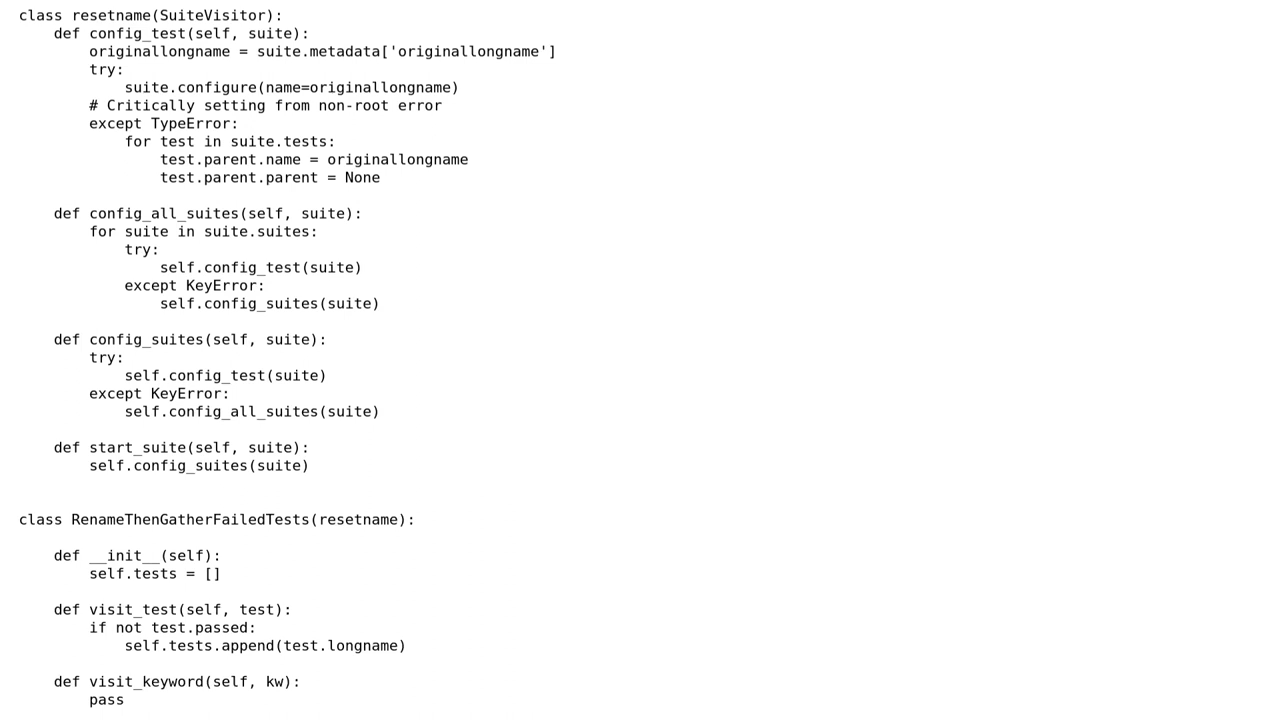 class resetname(SuiteVisitor):
    def config_test(self, suite):
        originallongname = suite.metadata['originallongname']
        try:
            suite.configure(name=originallongname)
        # Critically setting from non-root error
        except TypeError:
            for test in suite.tests:
                test.parent.name = originallongname
                test.parent.parent = None

    def config_all_suites(self, suite):
        for suite in suite.suites:
            try:
                self.config_test(suite)
            except KeyError:
                self.config_suites(suite)

    def config_suites(self, suite):
        try:
            self.config_test(suite)
        except KeyError:
            self.config_all_suites(suite)

    def start_suite(self, suite):
        self.config_suites(suite)


class RenameThenGatherFailedTests(resetname):

    def __init__(self):
        self.tests = []

    def visit_test(self, test):
        if not test.passed:
            self.tests.append(test.longname)

    def visit_keyword(self, kw):
        pass